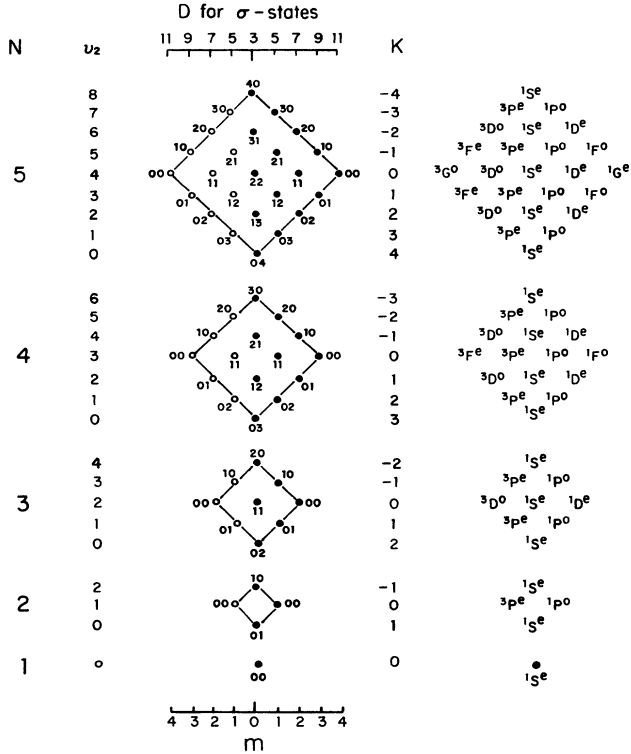 D for σ-states
11 9 7 5 3 5 7 9 11
N υ₂ K
8 40 -4 ¹Sᵉ
7 30 30 -3 ³Pᵉ ¹Pᵒ
6 20 31 20 -2 ³Dᵒ ¹Sᵉ ¹Dᵉ
5 10 21 21 10 -1 ³Fᵉ ³Pᵉ ¹Pᵒ ¹Fᵒ
5 4 00 11 22 11 00 0 ³Gᵒ ³Dᵒ ¹Sᵉ ¹Dᵉ ¹Gᵉ
3 01 12 12 01 1 ³Fᵉ ³Pᵉ ¹Pᵒ ¹Fᵒ
2 02 13 02 2 ³Dᵒ ¹Sᵉ ¹Dᵉ
1 03 03 3 ³Pᵉ ¹Pᵒ
0 04 4 ¹Sᵉ
6 30 -3 ¹Sᵉ
5 20 20 -2 ³Pᵉ ¹Pᵒ
4 10 21 10 -1 ³Dᵒ ¹Sᵉ ¹Dᵉ
4 3 00 11 11 00 0 ³Fᵉ ³Pᵉ ¹Pᵒ ¹Fᵒ
2 01 12 01 1 ³Dᵒ ¹Sᵉ ¹Dᵉ
1 02 02 2 ³Pᵉ ¹Pᵒ
0 03 3 ¹Sᵉ
4 20 -2 ¹Sᵉ
3 10 10 -1 ³Pᵉ ¹Pᵒ
3 2 00 11 00 0 ³Dᵒ ¹Sᵉ ¹Dᵉ
1 01 01 1 ³Pᵉ ¹Pᵒ
0 02 2 ¹Sᵉ
2 10 -1 ¹Sᵉ
2 1 00 00 0 ³Pᵉ ¹Pᵒ
0 01 1 ¹Sᵉ
1 0 00 0 ¹Sᵉ
4 3 2 1 0 1 2 3 4
m